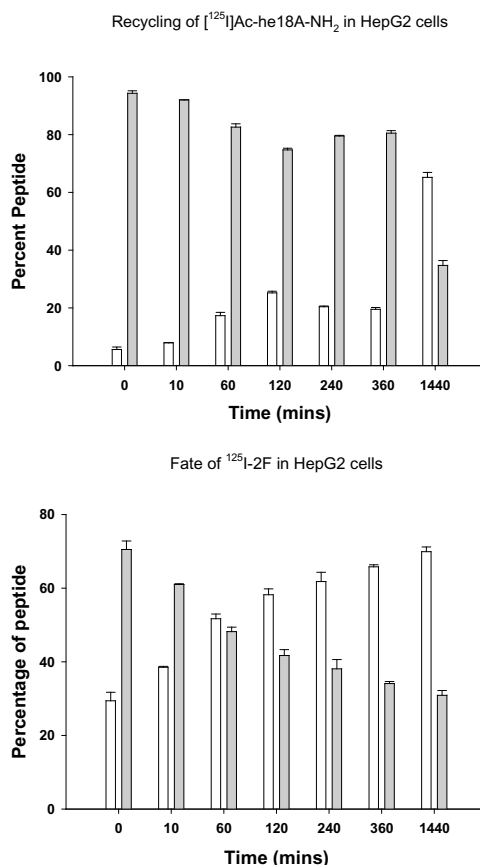 Recycling of [¹²⁵I]Ac-he18A-NH₂ in HepG2 cells
100
80
60
40
20
0
Percent Peptide
0 10 60 120 240 360 1440
Time (mins)
Fate of ¹²⁵I-2F in HepG2 cells
80
60
40
20
0
Percentage of peptide
0 10 60 120 240 360 1440
Time (mins)